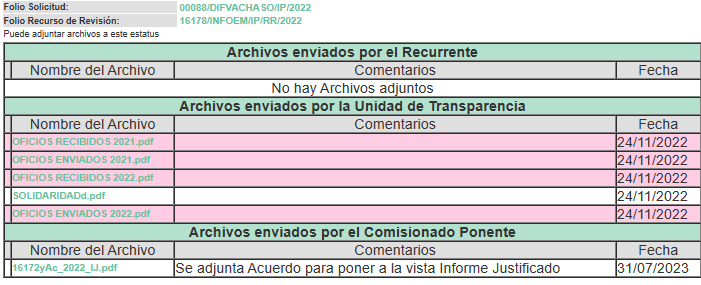 Folio Solicitud: 00088/DIFVACHASO/IP/2022
Folio Recurso de Revisión: 16178/INFOEM/IP/RR/2022
Puede adjuntar archivos a este estatus
Archivos enviados por el Recurrente
Nombre del Archivo Comentarios Fecha
No hay Archivos adjuntos
Archivos enviados por la Unidad de Transparencia
Nombre del Archivo Comentarios Fecha
OFICIOS RECIBIDOS 2021.pdf 24/11/2022
OFICIOS ENVIADOS 2021.pdf 24/11/2022
OFICIOS RECIBIDOS 2022.pdf 24/11/2022
SOLIDARIDADd.pdf 24/11/2022
OFICIOS ENVIADOS 2022.pdf 24/11/2022
Archivos enviados por el Comisionado Ponente
Nombre del Archivo Comentarios Fecha
16172yAc_2022_IJ.pdf Se adjunta Acuerdo para poner a la vista Informe Justificado 31/07/2023